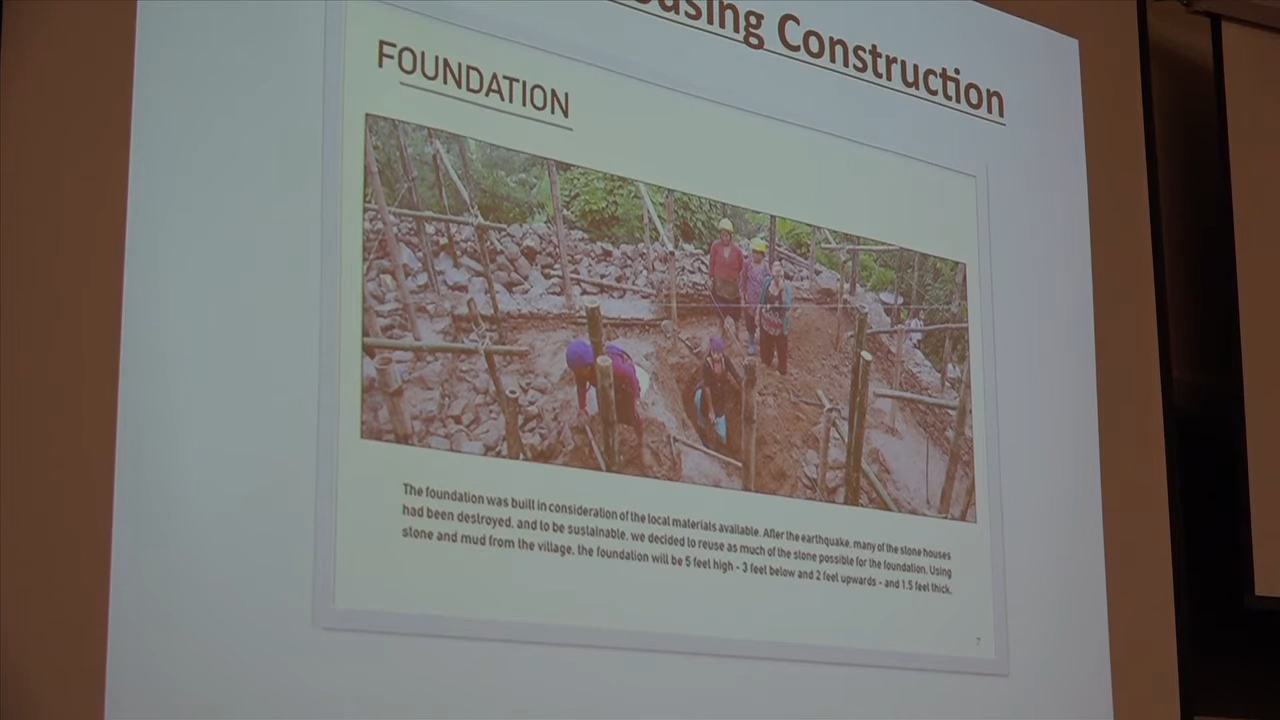 Construction
FOUNDATION
The foundation was built in consideration of the local materials available. After the earthquake, many of the stone houses
had been destroyed, and to be sustainable, we decided to reuse as much of the stone possible for the foundation. Using
stone and mud from the village, the foundation will be 5 feet high - 3 feet below and 2 feet upwards - and 1.5 feet thick.
7